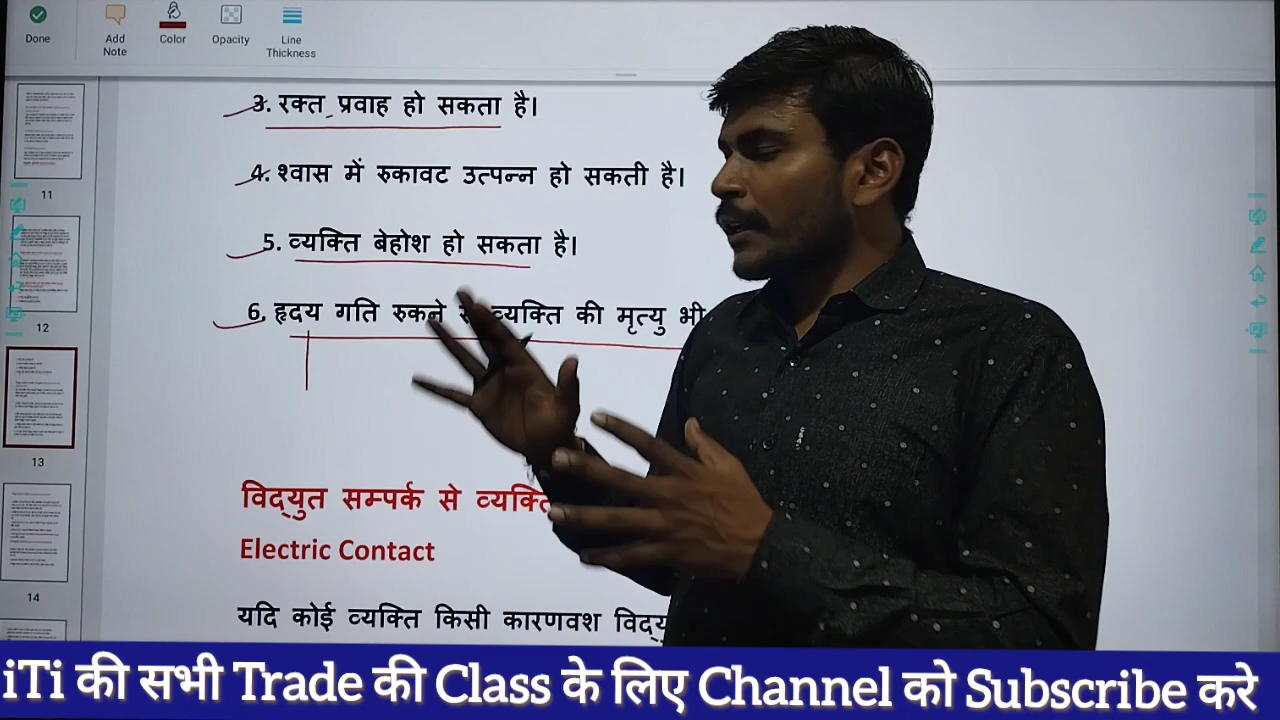 Done
Add Note
Color
Opacity
Line Thickness
3. रक्त प्रवाह हो सकता है।
11
4. श्वास में रुकावट उत्पन्न हो सकती है।
5. व्यक्ति बेहोश हो सकता है।
12
6. हृदय गति रुकने से व्यक्ति की मृत्यु भी
13
विद्युत सम्पर्क से व्यक्ति
Electric Contact
14
यदि कोई व्यक्ति किसी कारणवश
iTi की सभी Trade की Class के लिए Channel को Subscribe करे